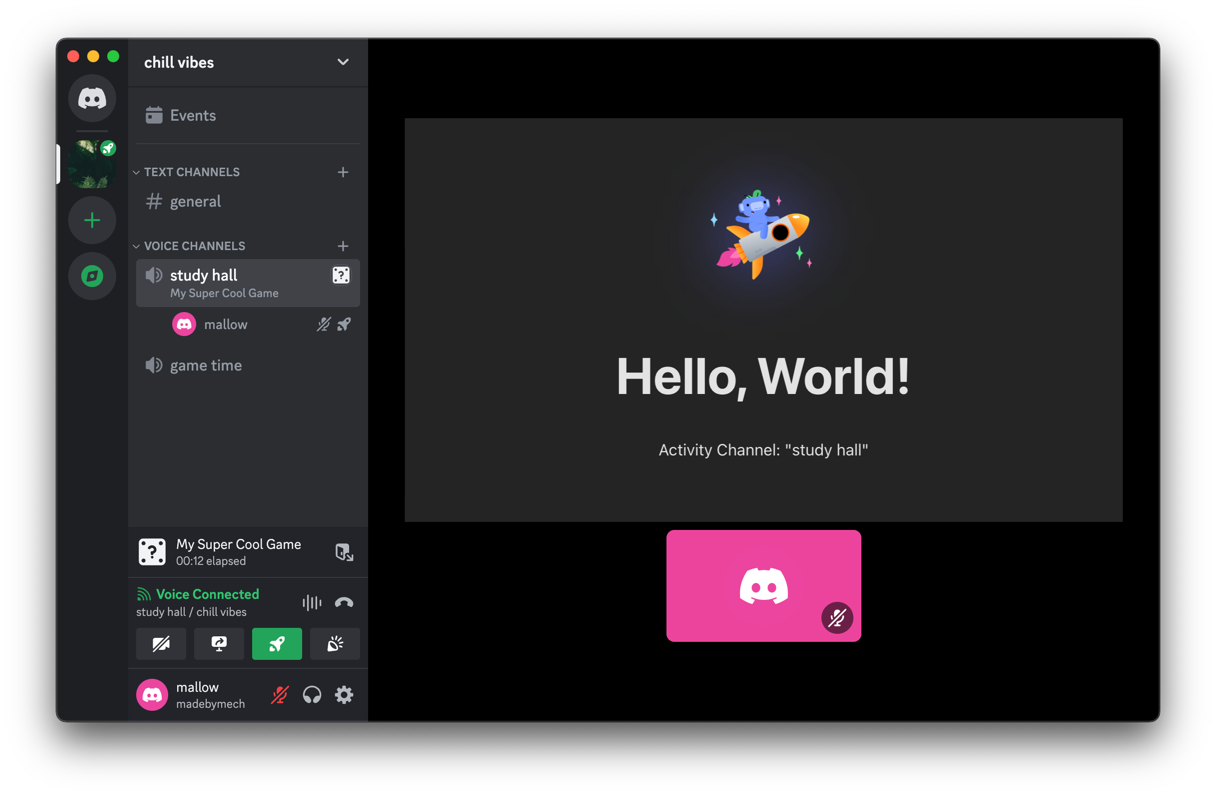 chill vibes
Events
TEXT CHANNELS
# general
VOICE CHANNELS
study hall
My Super Cool Game
mallow
game time
My Super Cool Game
00:12 elapsed
Voice Connected
study hall / chill vibes
mallow
madebymech
Hello, World!
Activity Channel: "study hall"